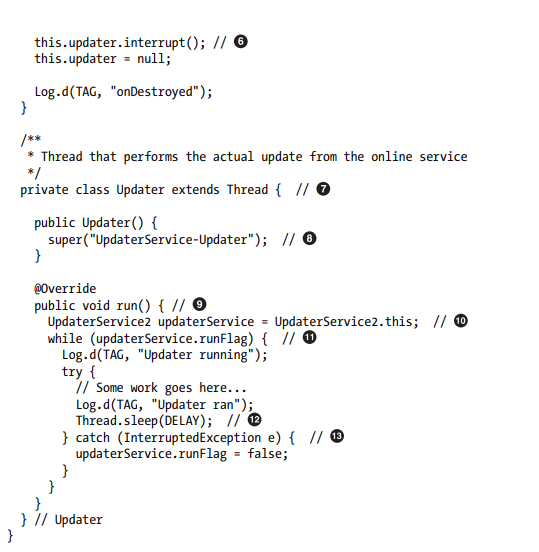 this.updater.interrupt(); // ❻
    this.updater = null;

    Log.d(TAG, "onDestroyed");
  }

  /**
   * Thread that performs the actual update from the online service
   */
  private class Updater extends Thread {  // ❼

    public Updater() {
      super("UpdaterService-Updater");  // ❽
    }

    @Override
    public void run() { // ❾
      UpdaterService2 updaterService = UpdaterService2.this;  // ❿
      while (updaterService.runFlag) {  // ⓫
        Log.d(TAG, "Updater running");
        try {
          // Some work goes here...
          Log.d(TAG, "Updater ran");
          Thread.sleep(DELAY);  // ⓬
        } catch (InterruptedException e) {  // ⓭
          updaterService.runFlag = false;
        }
      }
    }
  } // Updater
}